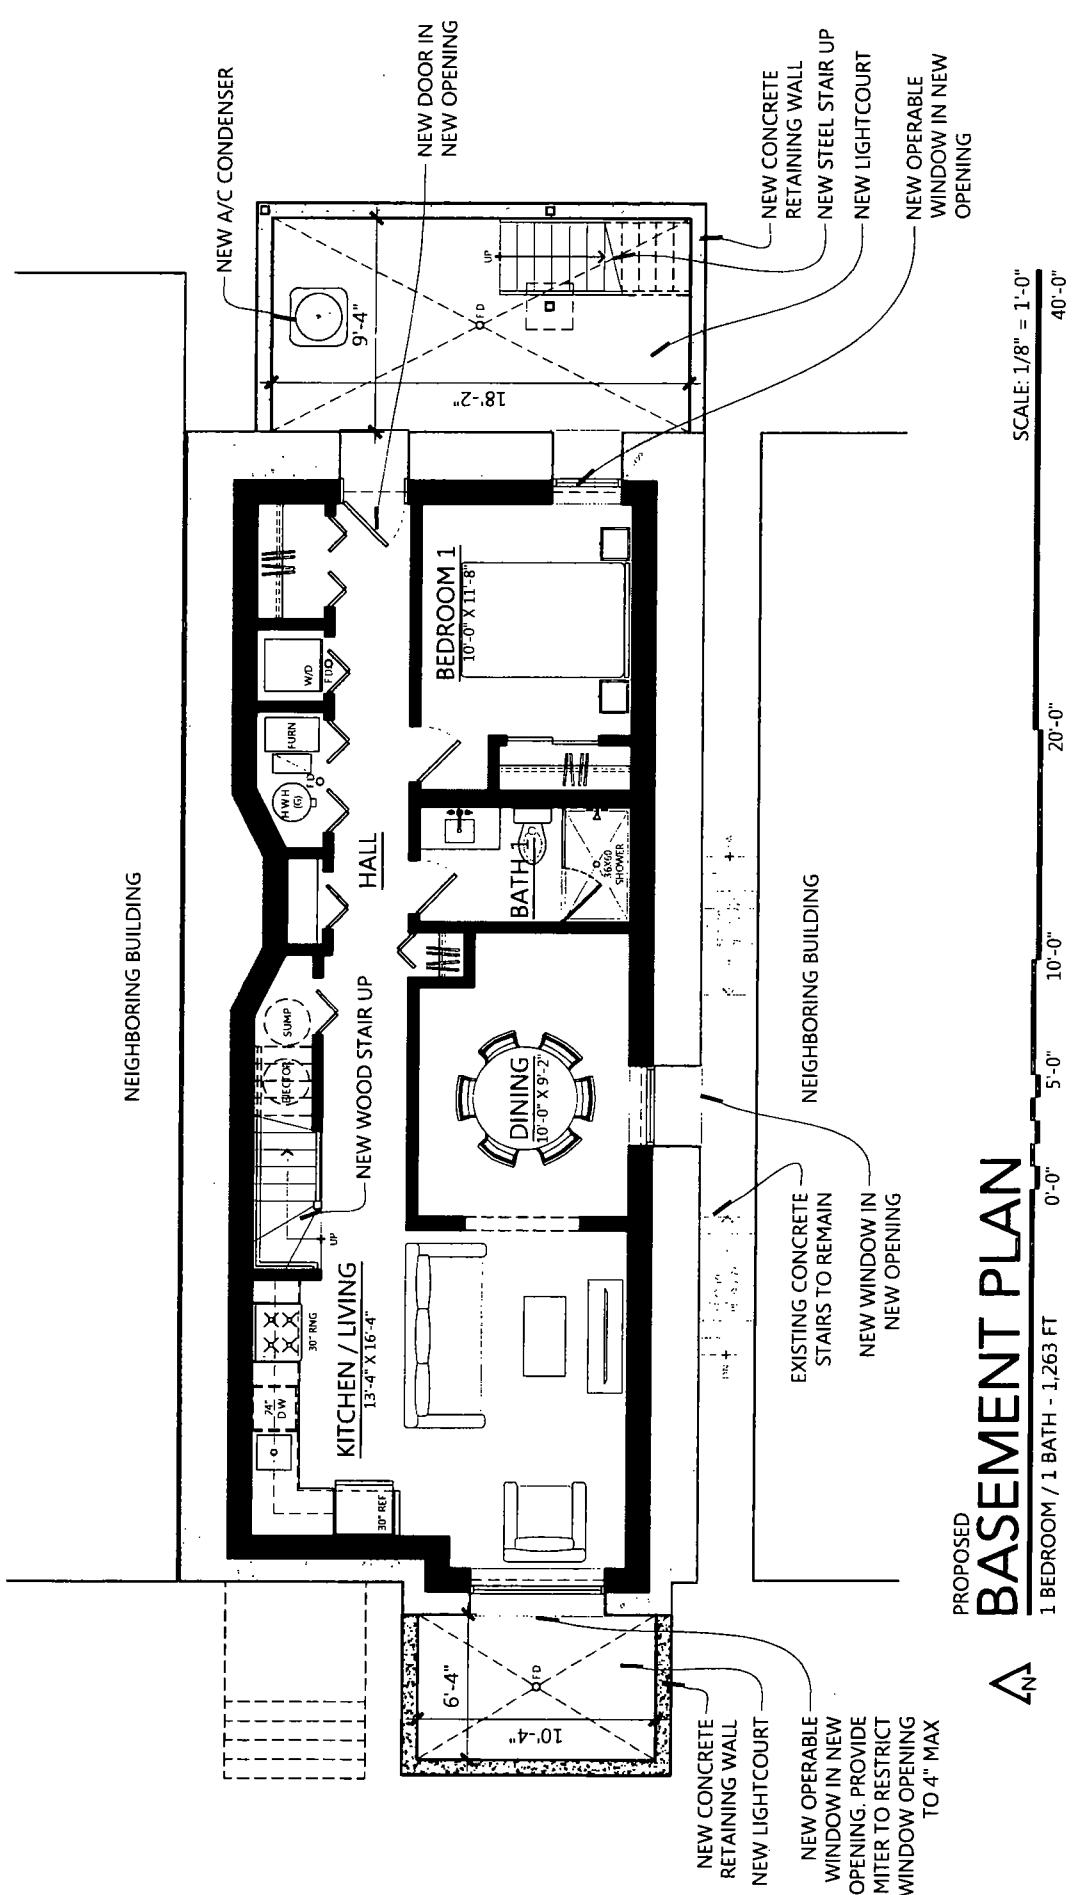 NEW A/C CONDENSER
NEW DOOR IN
NEW OPENING
NEW CONCRETE
RETAINING WALL
NEW STEEL STAIR UP
NEW LIGHTCOURT
NEW OPERABLE
WINDOW IN NEW
OPENING
9'-4"
18'-2"
FD
UP
NEIGHBORING BUILDING
W/D
FD
FURN
HWH
(G)
FD
HALL
BEDROOM 1
10'-0" X 11'-8"
BATH 1
36X60
SHOWER
SUMP
EJECTOR
NEW WOOD STAIR UP
UP
DINING
10'-0" X 9'-2"
KITCHEN / LIVING
13'-4" X 16'-4"
30" RNG
24"
DW
30" REF
UP
DN
NEIGHBORING BUILDING
EXISTING CONCRETE
STAIRS TO REMAIN
NEW WINDOW IN
NEW OPENING
6'-4"
10'-4"
FD
NEW CONCRETE
RETAINING WALL
NEW LIGHTCOURT
NEW OPERABLE
WINDOW IN NEW
OPENING. PROVIDE
MITER TO RESTRICT
WINDOW OPENING
TO 4" MAX
N
PROPOSED
BASEMENT PLAN
1 BEDROOM / 1 BATH - 1,263 FT
SCALE: 1/8" = 1'-0"
0'-0"
5'-0"
10'-0"
20'-0"
40'-0"